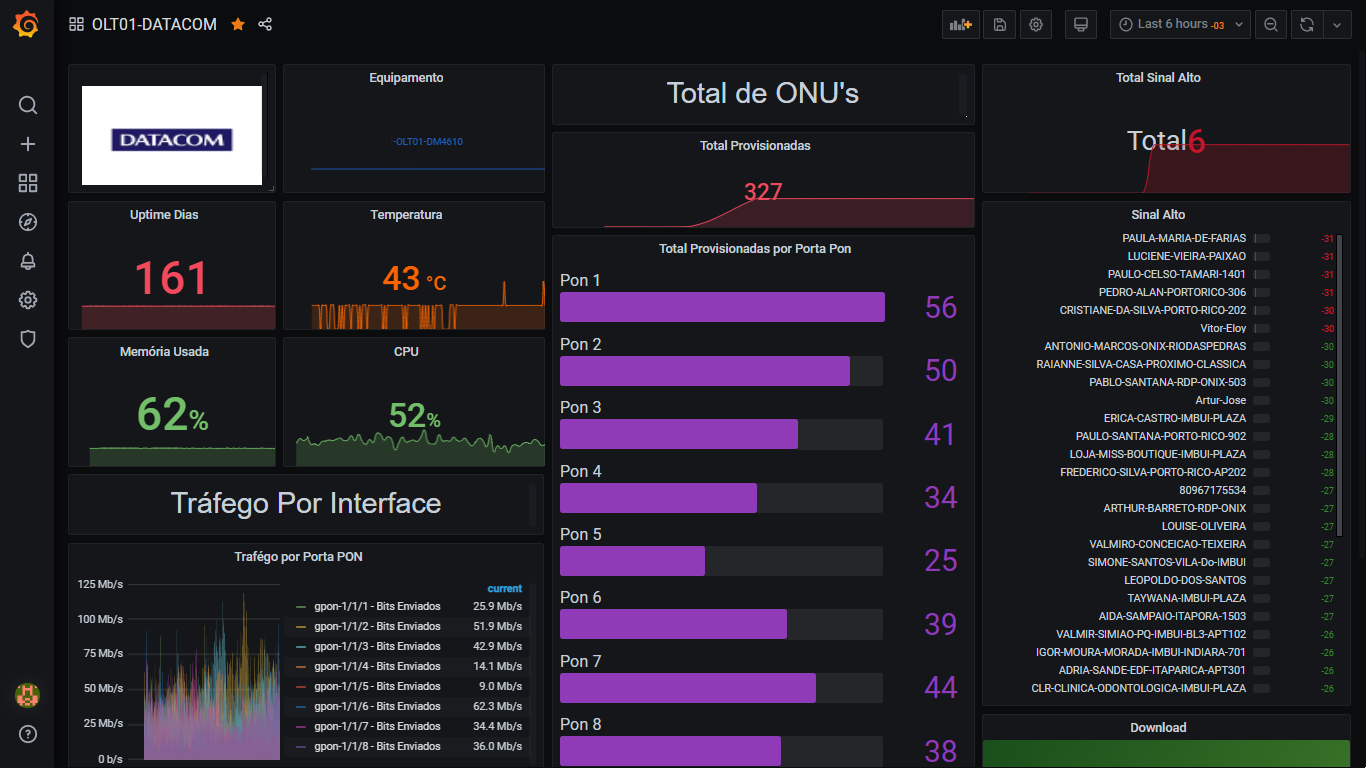 OLT01-DATACOM
Last 6 hours -03
DATACOM
Equipamento
-OLT01-DM4610
Uptime Dias
161
Temperatura
43 °C
Memória Usada
62%
CPU
52%
Tráfego Por Interface
Trafégo por Porta PON
125 Mb/s
100 Mb/s
75 Mb/s
50 Mb/s
25 Mb/s
0 b/s
current
gpon-1/1/1 - Bits Enviados 25.9 Mb/s
gpon-1/1/2 - Bits Enviados 51.9 Mb/s
gpon-1/1/3 - Bits Enviados 42.9 Mb/s
gpon-1/1/4 - Bits Enviados 14.1 Mb/s
gpon-1/1/5 - Bits Enviados 9.0 Mb/s
gpon-1/1/6 - Bits Enviados 62.3 Mb/s
gpon-1/1/7 - Bits Enviados 34.4 Mb/s
gpon-1/1/8 - Bits Enviados 36.0 Mb/s
Total de ONU's
Total Provisionadas
327
Total Provisionadas por Porta Pon
Pon 1
56
Pon 2
50
Pon 3
41
Pon 4
34
Pon 5
25
Pon 6
39
Pon 7
44
Pon 8
38
Total Sinal Alto
Total6
Sinal Alto
PAULA-MARIA-DE-FARIAS -31
LUCIENE-VIEIRA-PAIXAO -31
PAULO-CELSO-TAMARI-1401 -31
PEDRO-ALAN-PORTORICO-306 -31
CRISTIANE-DA-SILVA-PORTO-RICO-202 -30
Vitor-Eloy -30
ANTONIO-MARCOS-ONIX-RIODASPEDRAS -30
RAIANNE-SILVA-CASA-PROXIMO-CLASSICA -30
PABLO-SANTANA-RDP-ONIX-503 -30
Artur-Jose -30
ERICA-CASTRO-IMBUI-PLAZA -29
PAULO-SANTANA-PORTO-RICO-902 -28
LOJA-MISS-BOUTIQUE-IMBUI-PLAZA -28
FREDERICO-SILVA-PORTO-RICO-AP202 -28
80967175534 -27
ARTHUR-BARRETO-RDP-ONIX -27
LOUISE-OLIVEIRA -27
VALMIRO-CONCEICAO-TEIXEIRA -27
SIMONE-SANTOS-VILA-Do-IMBUI -27
LEOPOLDO-DOS-SANTOS -27
TAYWANA-IMBUI-PLAZA -27
AIDA-SAMPAIO-ITAPORA-1503 -27
VALMIR-SIMIAO-PQ-IMBUI-BL3-APT102 -26
IGOR-MOURA-MORADA-IMBUI-INDIARA-701 -26
ADRIA-SANDE-EDF-ITAPARICA-APT301 -26
CLR-CLINICA-ODONTOLOGICA-IMBUI-PLAZA -26
Download